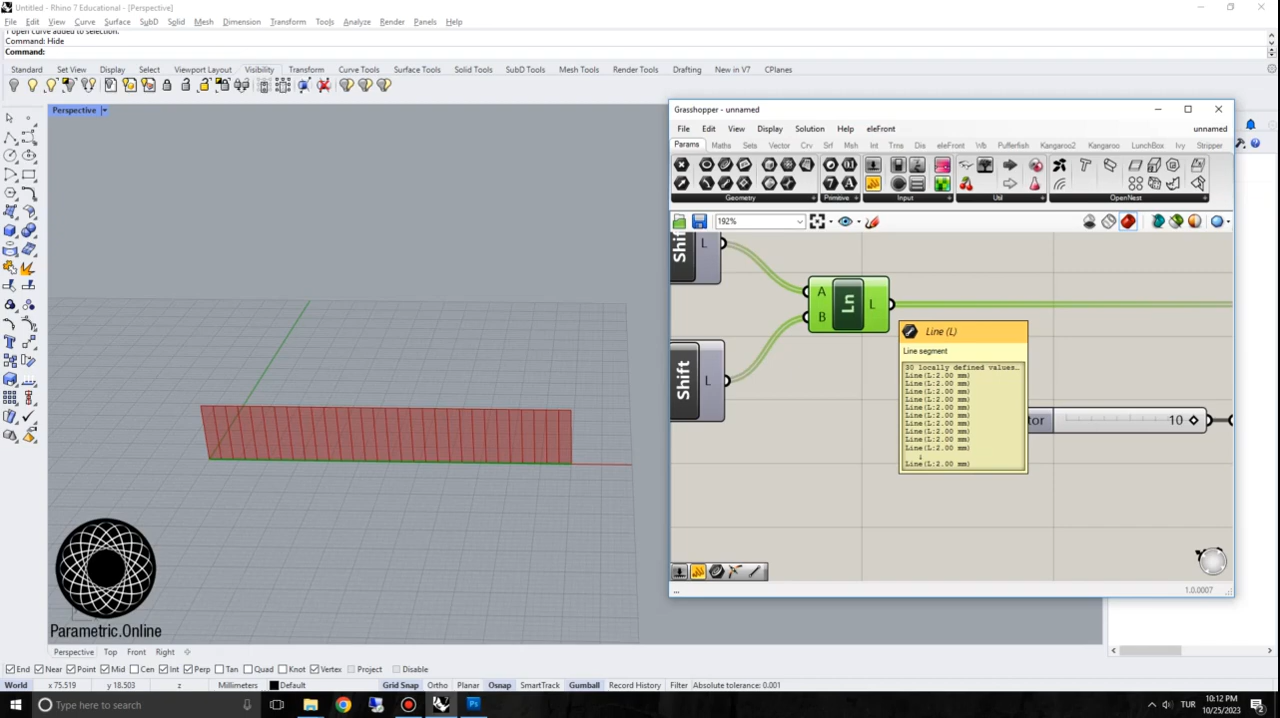 Untitled - Rhino 7 Educational - [Perspective]
File Edit View Curve Surface SubD Solid Mesh Dimension Transform Tools Analyze Render Panels Help
1 open curve added to selection.
Command: Hide
Command:
Standard Set View Display Select Viewport Layout Visibility Transform Curve Tools Surface Tools Solid Tools SubD Tools Mesh Tools Render Tools Drafting New in V7 CPlanes
Perspective
Grasshopper - unnamed
File Edit View Display Solution Help eleFront unnamed
Params Maths Sets Vector Crv Srf Msh Int Trns Dis eleFront Wb Pufferfish Kangaroo2 Kangaroo LunchBox Ivy Stripper
Geometry Primitive Input Util OpenNest
192%
Shift L
A
B
Ln
L
Shift L
Line (L)
Line segment
30 locally defined values…
Line(L:2.00 mm)
Line(L:2.00 mm)
Line(L:2.00 mm)
Line(L:2.00 mm)
Line(L:2.00 mm)
Line(L:2.00 mm)
Line(L:2.00 mm)
Line(L:2.00 mm)
Line(L:2.00 mm)
Line(L:2.00 mm)
Line(L:2.00 mm)
tor 10
...
1.0.0007
Parametric.Online
Perspective Top Front Right
End Near Point Mid Cen Int Perp Tan Quad Knot Vertex Project Disable
World x 75.519 y 18.503 z Millimeters Default Grid Snap Ortho Planar Osnap SmartTrack Gumball Record History Filter Absolute tolerance: 0.001
Type here to search
TUR
10:12 PM
10/25/2023
2